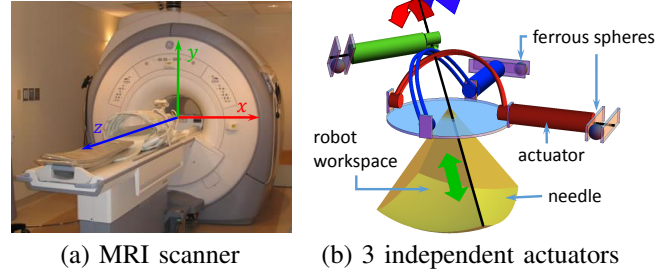 y
x
z
ferrous spheres
robot
workspace
actuator
needle
(a) MRI scanner
(b) 3 independent actuators